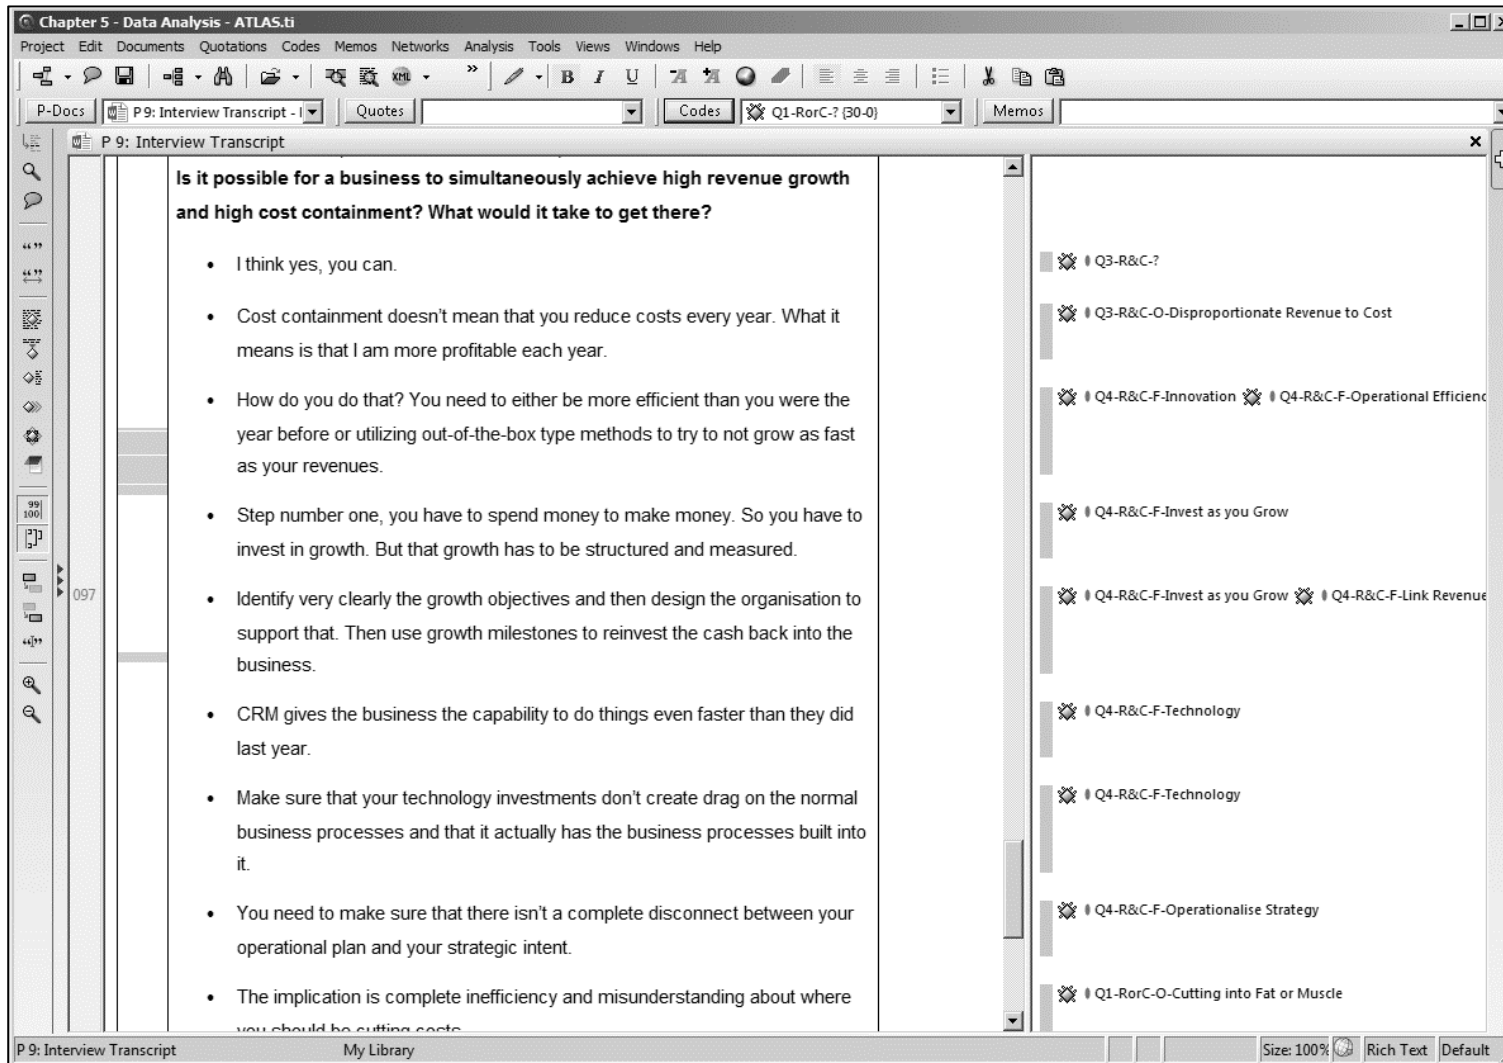 Chapter 5 - Data Analysis - ATLAS.ti
Project Edit Documents Quotations Codes Memos Networks Analysis Tools Views Windows Help
XML » B I U A A
P-Docs P 9: Interview Transcript - I Quotes Codes Q1-RorC-? {30-0} Memos
P 9: Interview Transcript
Is it possible for a business to simultaneously achieve high revenue growth
and high cost containment? What would it take to get there?
• I think yes, you can.
Q3-R&C-?
• Cost containment doesn't mean that you reduce costs every year. What it
means is that I am more profitable each year.
Q3-R&C-O-Disproportionate Revenue to Cost
• How do you do that? You need to either be more efficient than you were the
year before or utilizing out-of-the-box type methods to try to not grow as fast
as your revenues.
Q4-R&C-F-Innovation Q4-R&C-F-Operational Efficienc
• Step number one, you have to spend money to make money. So you have to
invest in growth. But that growth has to be structured and measured.
Q4-R&C-F-Invest as you Grow
097
• Identify very clearly the growth objectives and then design the organisation to
support that. Then use growth milestones to reinvest the cash back into the
business.
Q4-R&C-F-Invest as you Grow Q4-R&C-F-Link Revenue
• CRM gives the business the capability to do things even faster than they did
last year.
Q4-R&C-F-Technology
• Make sure that your technology investments don't create drag on the normal
business processes and that it actually has the business processes built into
it.
Q4-R&C-F-Technology
• You need to make sure that there isn't a complete disconnect between your
operational plan and your strategic intent.
Q4-R&C-F-Operationalise Strategy
• The implication is complete inefficiency and misunderstanding about where
you should be cutting costs
Q1-RorC-O-Cutting into Fat or Muscle
P 9: Interview Transcript My Library Size: 100% Rich Text Default